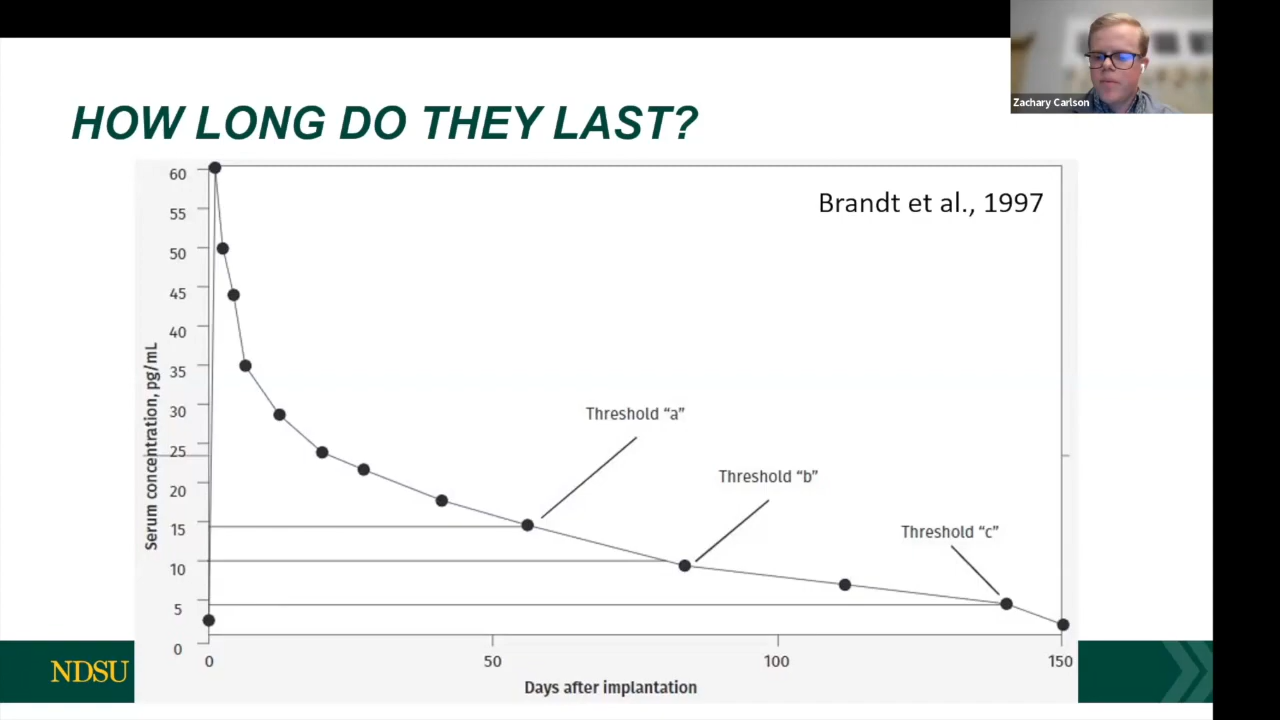 Zachary Carlson
HOW LONG DO THEY LAST?
Brandt et al., 1997
Serum concentration, pg/mL
60
55
50
45
40
35
30
25
20
15
10
5
0
Threshold “a”
Threshold “b”
Threshold “c”
0 50 100 150
Days after implantation
NDSU